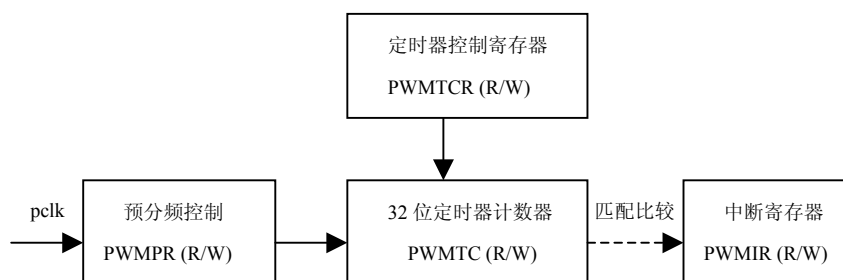 定时器控制寄存器
PWMTCR (R/W)
pclk
预分频控制
PWMPR (R/W)
32 位定时器计数器
PWMTC (R/W)
匹配比较
中断寄存器
PWMIR (R/W)